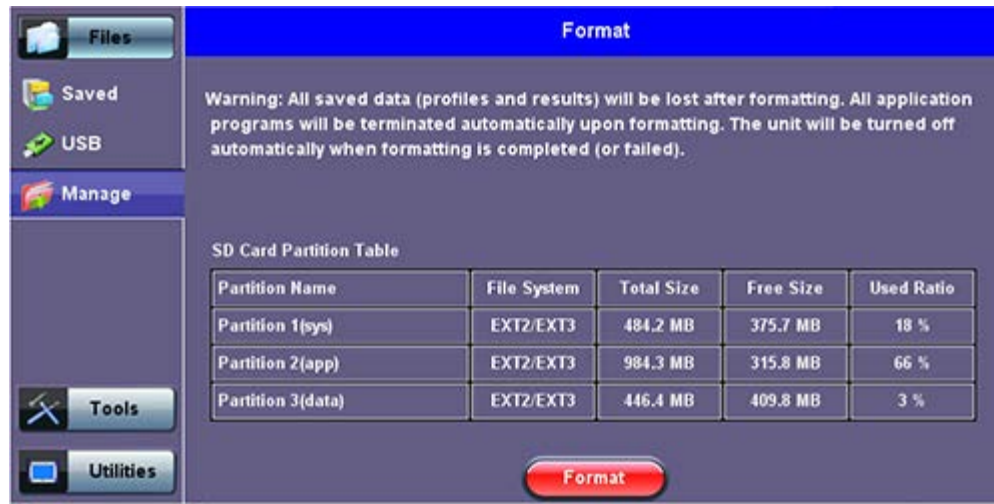 Files
Saved
USB
Manage
Tools
Utilities
Format
Warning: All saved data (profiles and results) will be lost after formatting. All application
programs will be terminated automatically upon formatting. The unit will be turned off
automatically when formatting is completed (or failed).
SD Card Partition Table
Partition Name File System Total Size Free Size Used Ratio
Partition 1(sys) EXT2/EXT3 484.2 MB 375.7 MB 18 %
Partition 2(app) EXT2/EXT3 984.3 MB 315.8 MB 66 %
Partition 3(data) EXT2/EXT3 446.4 MB 409.8 MB 3 %
Format